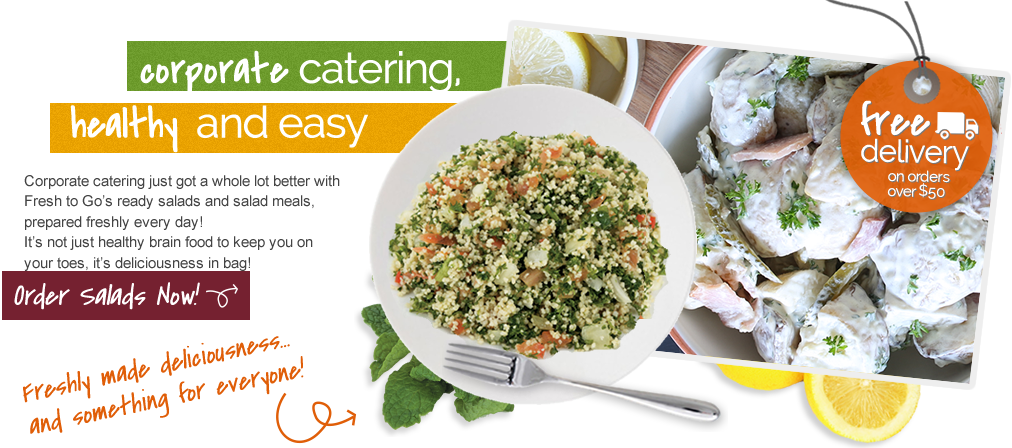 corporate catering,
healthy and easy
Corporate catering just got a whole lot better with
Fresh to Go's ready salads and salad meals,
prepared freshly every day!
It's not just healthy brain food to keep you on
your toes, it's deliciousness in bag!
Order Salads Now!
Freshly made deliciousness...
and something for everyone!
free
delivery
on orders
over $50